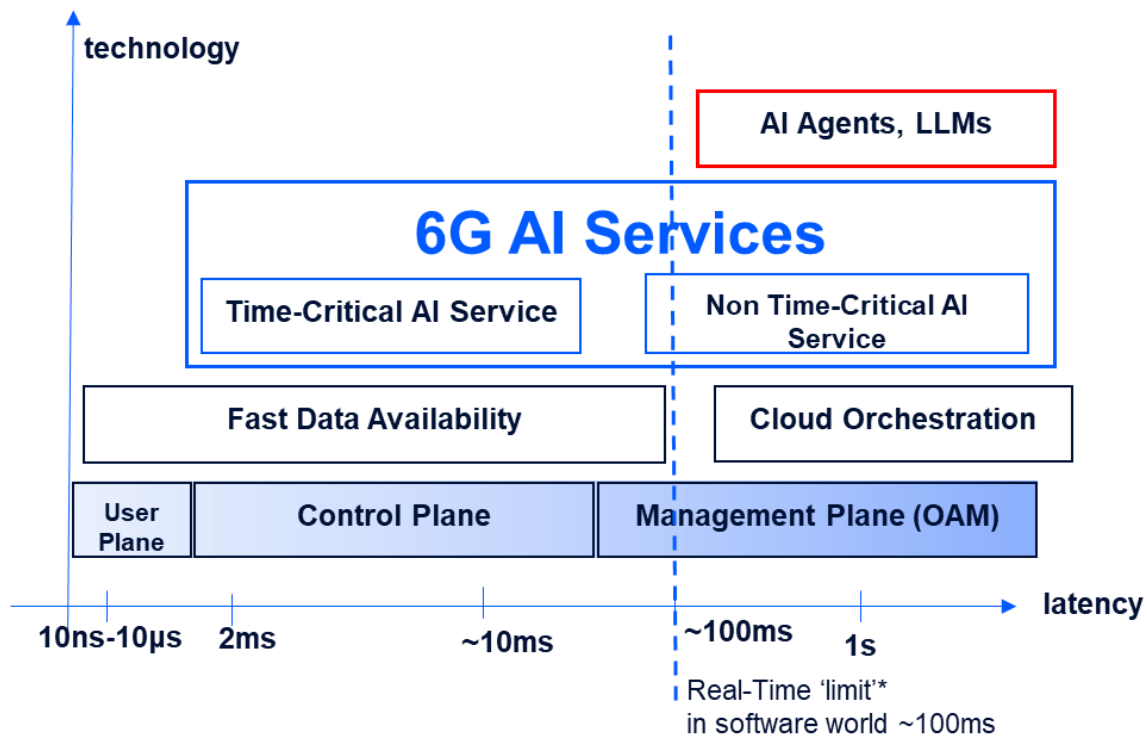 technology
AI Agents, LLMs
6G AI Services
Time-Critical AI Service
Non Time-Critical AI
Service
Fast Data Availability
Cloud Orchestration
User
Plane
Control Plane
Management Plane (OAM)
latency
10ns-10µs
2ms
~10ms
~100ms
1s
Real-Time ‘limit’*
in software world ~100ms